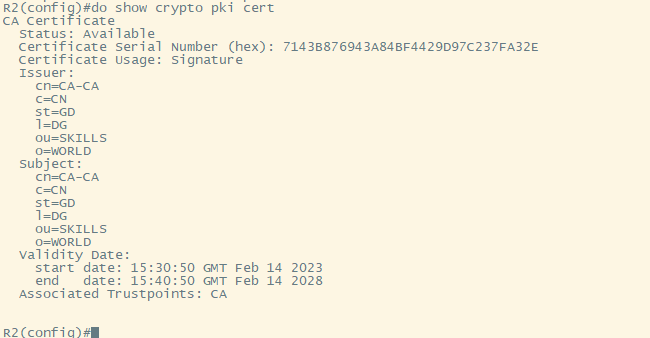 R2(config)#do show crypto pki cert
CA Certificate
  Status: Available
  Certificate Serial Number (hex): 7143B876943A84BF4429D97C237FA32E
  Certificate Usage: Signature
  Issuer:
    cn=CA-CA
    c=CN
    st=GD
    l=DG
    ou=SKILLS
    o=WORLD
  Subject:
    cn=CA-CA
    c=CN
    st=GD
    l=DG
    ou=SKILLS
    o=WORLD
  Validity Date:
    start date: 15:30:50 GMT Feb 14 2023
    end   date: 15:40:50 GMT Feb 14 2028
  Associated Trustpoints: CA
R2(config)#